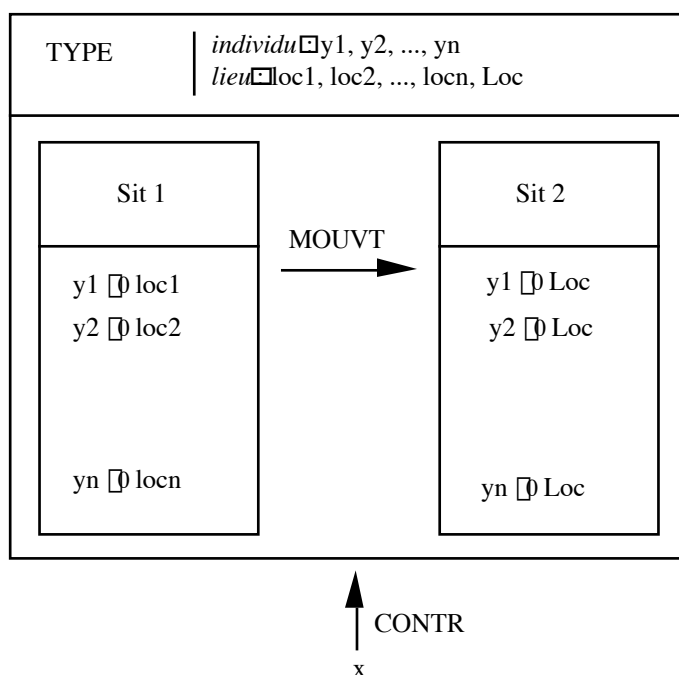 TYPE
individu : y1, y2, ..., yn
lieu : loc1, loc2, ..., locn, Loc
Sit 1
Sit 2
MOUVT
y1 0 loc1
y1 0 Loc
y2 0 loc2
y2 0 Loc
yn 0 locn
yn 0 Loc
CONTR
x